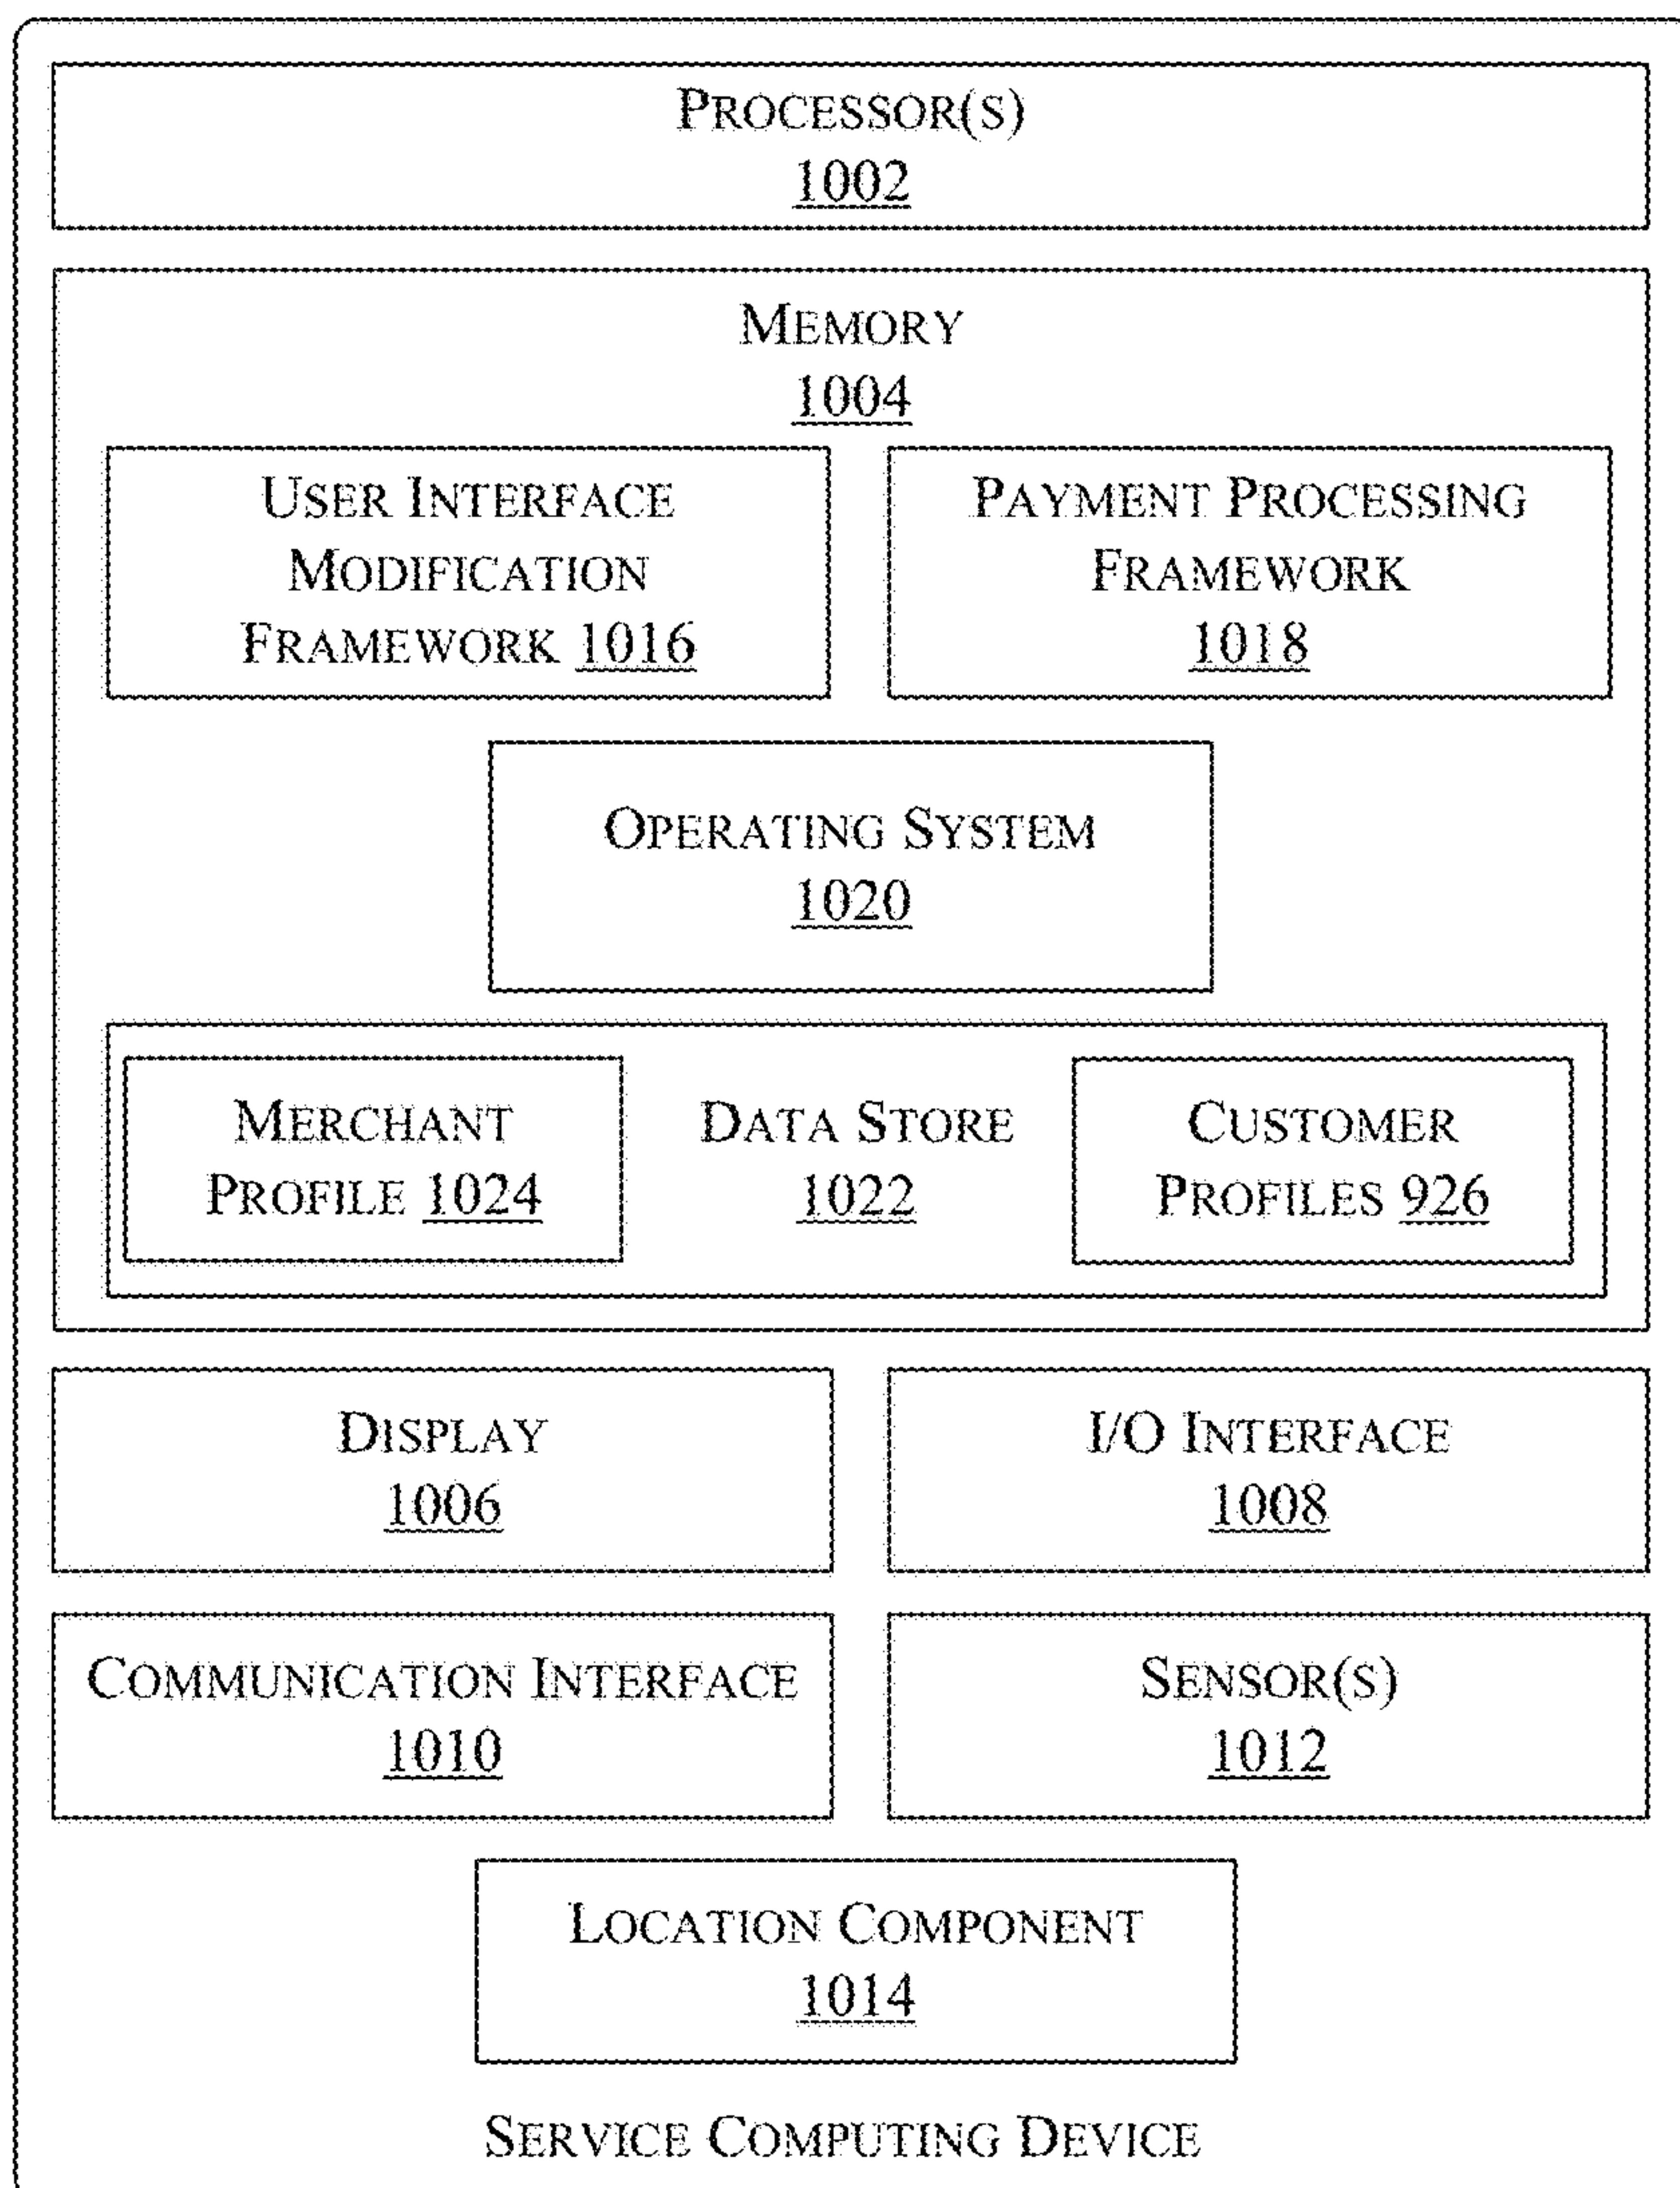 PROCESSOR(S)
1002
MEMORY
1004
USER INTERFACE
MODIFICATION
FRAMEWORK 1016
PAYMENT PROCESSING
FRAMEWORK
1018
OPERATING SYSTEM
1020
MERCHANT
PROFILE 1024
DATA STORE
1022
CUSTOMER
PROFILES 926
DISPLAY
1006
I/O INTERFACE
1008
COMMUNICATION INTERFACE
1010
SENSOR(S)
1012
LOCATION COMPONENT
1014
SERVICE COMPUTING DEVICE